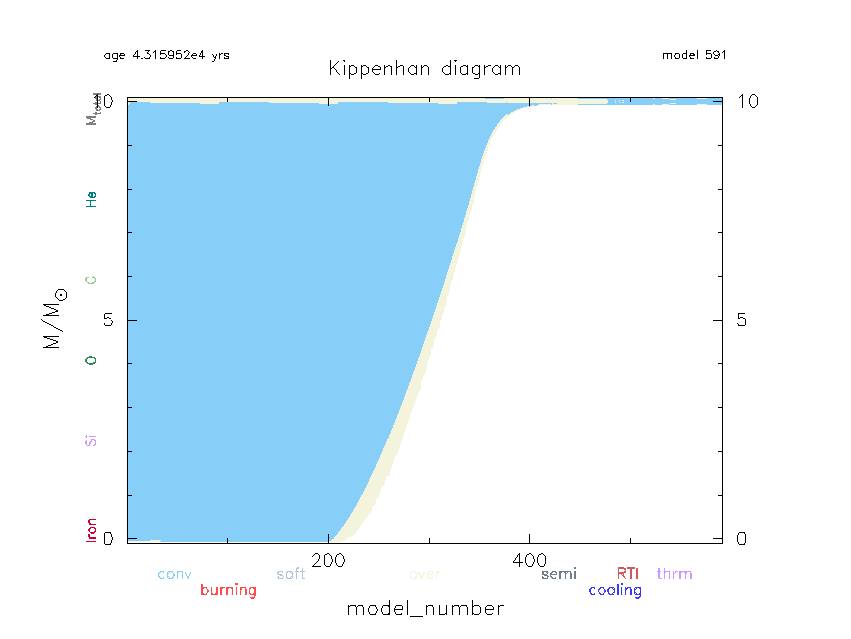 age 4.315952e4 yrs
model 591
Kippenhan diagram
M_total
10
10
He
C
M/M☉
5
5
O
Si
Iron
0
0
200
400
conv
soft
over
semi
RTI
thrm
burning
cooling
model_number